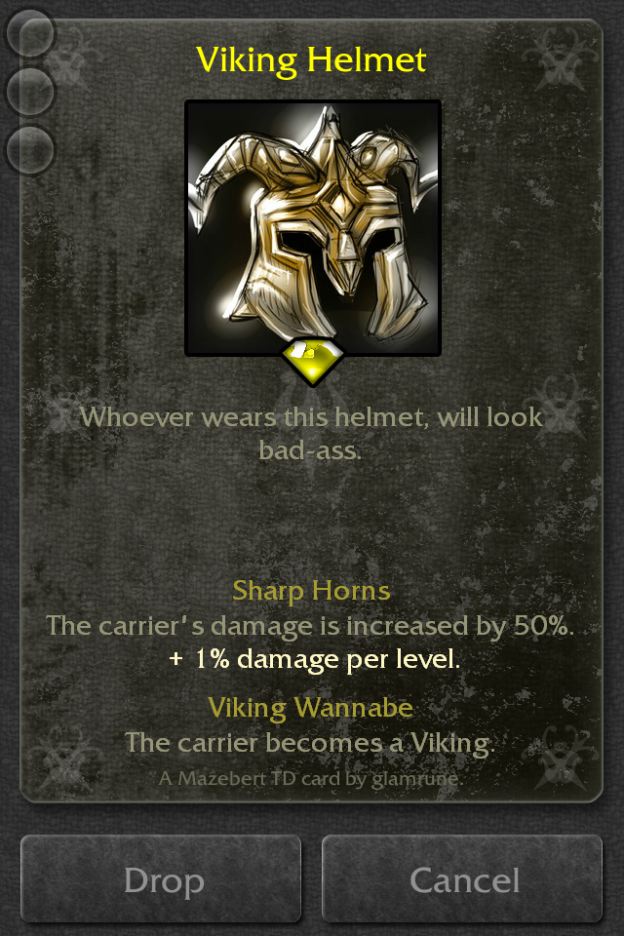 Viking Helmet
Whoever wears this helmet, will look
bad-ass.
Sharp Horns
The carrier's damage is increased by 50%.
+ 1% damage per level.
Viking Wannabe
The carrier becomes a Viking.
A Mazebert TD card by glamrune.
Drop
Cancel